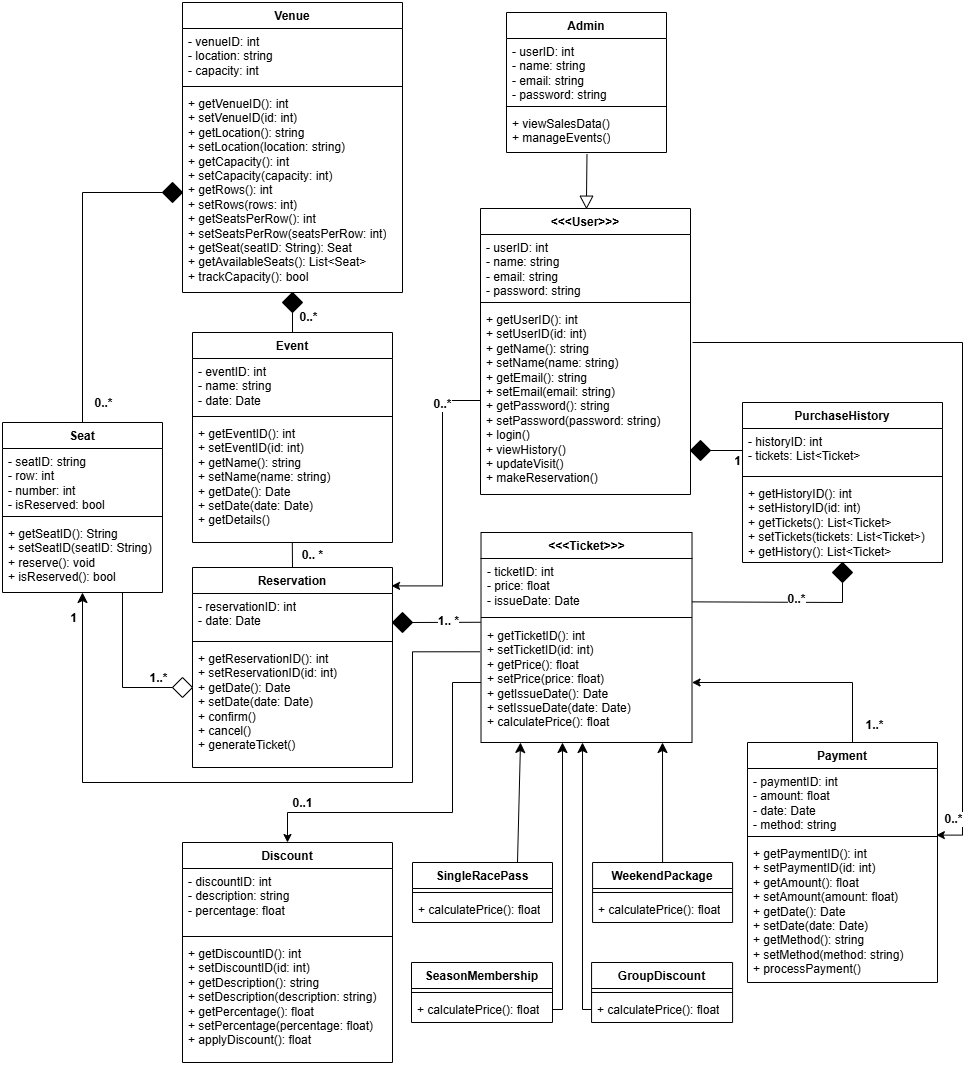 Venue
- venueID: int
- location: string
- capacity: int
+ getVenueID(): int
+ setVenueID(id: int)
+ getLocation(): string
+ setLocation(location: string)
+ getCapacity(): int
+ setCapacity(capacity: int)
+ getRows(): int
+ setRows(rows: int)
+ getSeatsPerRow(): int
+ setSeatsPerRow(seatsPerRow: int)
+ getSeat(seatID: String): Seat
+ getAvailableSeats(): List<Seat>
+ trackCapacity(): bool
Admin
- userID: int
- name: string
- email: string
- password: string
+ viewSalesData()
+ manageEvents()
<<<User>>>
- userID: int
- name: string
- email: string
- password: string
+ getUserID(): int
+ setUserID(id: int)
+ getName(): string
+ setName(name: string)
+ getEmail(): string
+ setEmail(email: string)
+ getPassword(): string
+ setPassword(password: string)
+ login()
+ viewHistory()
+ updateVisit()
+ makeReservation()
0..*
Event
- eventID: int
- name: string
- date: Date
+ getEventID(): int
+ setEventID(id: int)
+ getName(): string
+ setName(name: string)
+ getDate(): Date
+ setDate(date: Date)
+ getDetails()
0..*
0..*
Seat
- seatID: string
- row: int
- number: int
- isReserved: bool
+ getSeatID(): String
+ setSeatID(seatID: String)
+ reserve(): void
+ isReserved(): bool
1
PurchaseHistory
- historyID: int
- tickets: List<Ticket>
+ getHistoryID(): int
+ setHistoryID(id: int)
+ getTickets(): List<Ticket>
+ setTickets(tickets: List<Ticket>)
+ getHistory(): List<Ticket>
0.. *
Reservation
- reservationID: int
- date: Date
+ getReservationID(): int
+ setReservationID(id: int)
+ getDate(): Date
+ setDate(date: Date)
+ confirm()
+ cancel()
+ generateTicket()
1
1..*
1.. *
<<<Ticket>>>
- ticketID: int
- price: float
- issueDate: Date
+ getTicketID(): int
+ setTicketID(id: int)
+ getPrice(): float
+ setPrice(price: float)
+ getIssueDate(): Date
+ setIssueDate(date: Date)
+ calculatePrice(): float
0..*
1..*
Payment
- paymentID: int
- amount: float
- date: Date
- method: string
+ getPaymentID(): int
+ setPaymentID(id: int)
+ getAmount(): float
+ setAmount(amount: float)
+ getDate(): Date
+ setDate(date: Date)
+ getMethod(): string
+ setMethod(method: string)
+ processPayment()
0..*
0..1
Discount
- discountID: int
- description: string
- percentage: float
+ getDiscountID(): int
+ setDiscountID(id: int)
+ getDescription(): string
+ setDescription(description: string)
+ getPercentage(): float
+ setPercentage(percentage: float)
+ applyDiscount(): float
SingleRacePass
+ calculatePrice(): float
WeekendPackage
+ calculatePrice(): float
SeasonMembership
+ calculatePrice(): float
GroupDiscount
+ calculatePrice(): float